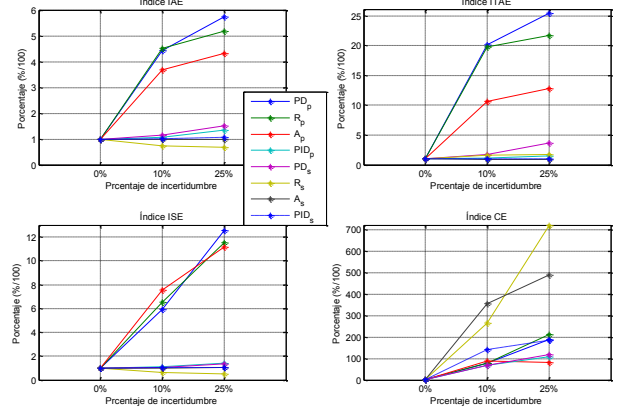 Índice IAE
Porcentaje (%/100)
6
5
4
3
2
1
0
0%
10%
25%
Prcentaje de incertidumbre
Índice ITAE
Porcentaje (%/100)
25
20
15
10
5
0
0%
10%
25%
Prcentaje de incertidumbre
PD_p
R_p
A_p
PID_p
PD_s
R_s
A_s
PID_s
Índice ISE
Porcentaje (%/100)
12
10
8
6
4
2
0
0%
10%
25%
Porcentaje de incertidumbre
Índice CE
Porcentaje (%/100)
700
600
500
400
300
200
100
0
0%
10%
25%
Porcentaje de incertidumbre